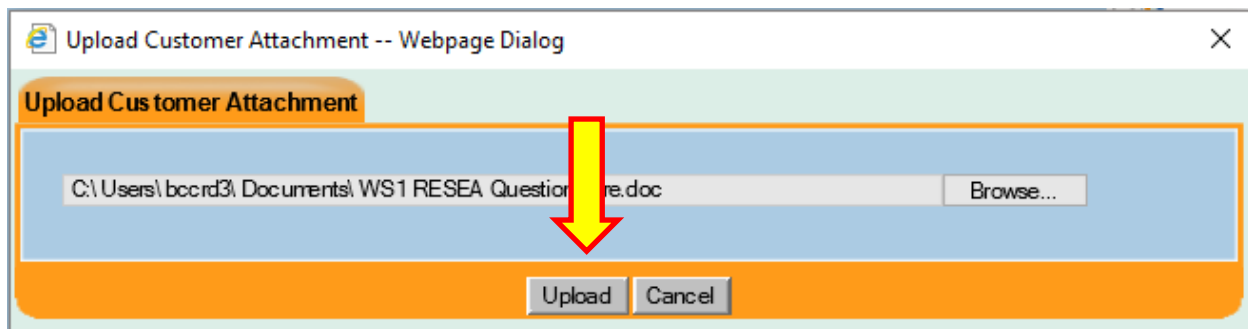 Upload Customer Attachment -- Webpage Dialog
Upload Customer Attachment
C:\Users\bccrd3\Documents\WS1 RESEA Question re.doc Browse...
Upload Cancel